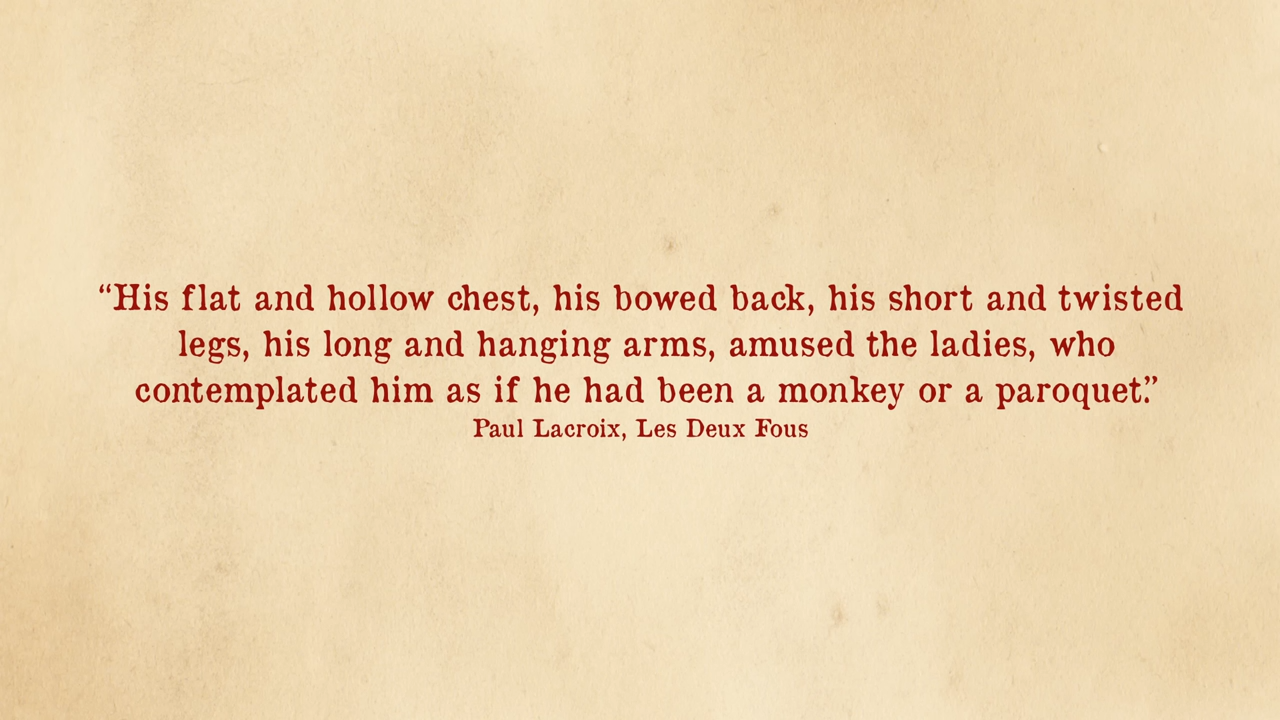 “His flat and hollow chest, his bowed back, his short and twisted
legs, his long and hanging arms, amused the ladies, who
contemplated him as if he had been a monkey or a paroquet.”
Paul Lacroix, Les Deux Fous